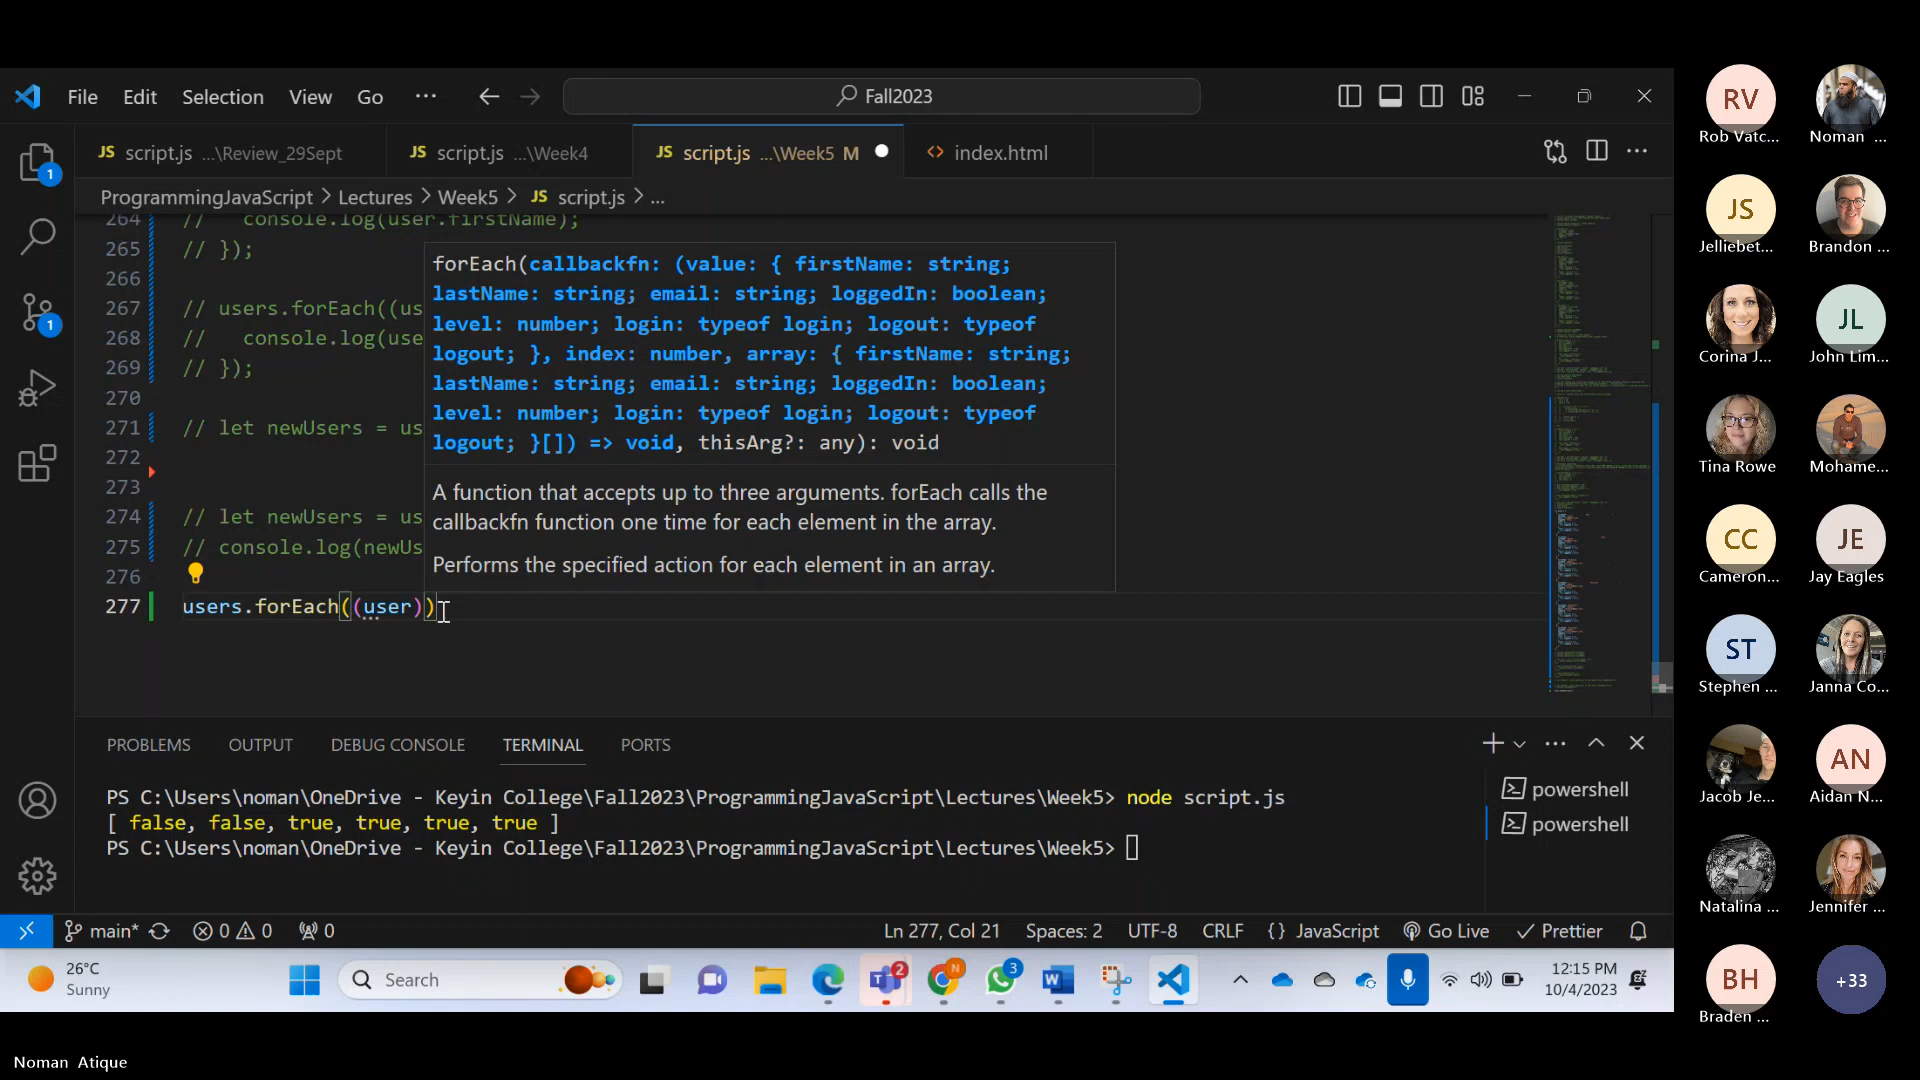 File Edit Selection View Go ··· Fall2023
JS script.js ...\Review_29Sept JS script.js ...\Week4 JS script.js ...\Week5 M <> index.html ···
ProgrammingJavaScript > Lectures > Week5 > JS script.js > ...
264 // console.log(user.firstName);
265 // });
266
267 // users.forEach((us
268 // console.log(use
269 // });
270
271 // let newUsers = us
272
273
274 // let newUsers = us
275 // console.log(newUs
276
277 users.forEach((user))
forEach(callbackfn: (value: { firstName: string;
lastName: string; email: string; loggedIn: boolean;
level: number; login: typeof login; logout: typeof
logout; }, index: number, array: { firstName: string;
lastName: string; email: string; loggedIn: boolean;
level: number; login: typeof login; logout: typeof
logout; }[]) => void, thisArg?: any): void
A function that accepts up to three arguments. forEach calls the
callbackfn function one time for each element in the array.
Performs the specified action for each element in an array.
1
1
PROBLEMS OUTPUT DEBUG CONSOLE TERMINAL PORTS
PS C:\Users\noman\OneDrive - Keyin College\Fall2023\ProgrammingJavaScript\Lectures\Week5> node script.js
[ false, false, true, true, true, true ]
PS C:\Users\noman\OneDrive - Keyin College\Fall2023\ProgrammingJavaScript\Lectures\Week5>
powershell
powershell
main* 0 0 0 Ln 277, Col 21 Spaces: 2 UTF-8 CRLF {} JavaScript Go Live Prettier
26°C
Sunny
Search
2
N
3
W
12:15 PM
10/4/2023
RV
Rob Vatc... Noman ...
JS
Jelliebet... Brandon ...
JL
Corina J... John Lim...
Tina Rowe Mohame...
CC JE
Cameron... Jay Eagles
ST
Stephen ... Janna Co...
AN
Jacob Je... Aidan N...
Natalina ... Jennifer ...
BH +33
Braden ...
Noman Atique